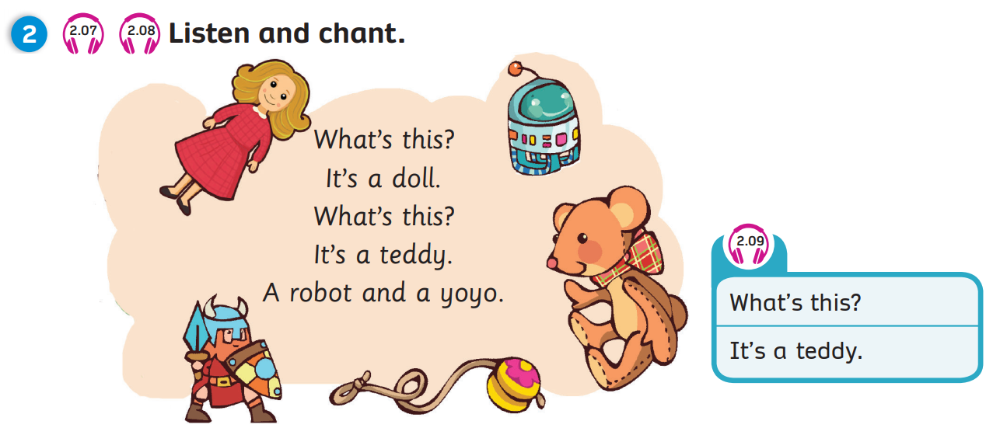 2 2.07 2.08 Listen and chant.
What's this?
It's a doll.
What's this?
It's a teddy.
A robot and a yoyo.
2.09
What's this?
It's a teddy.